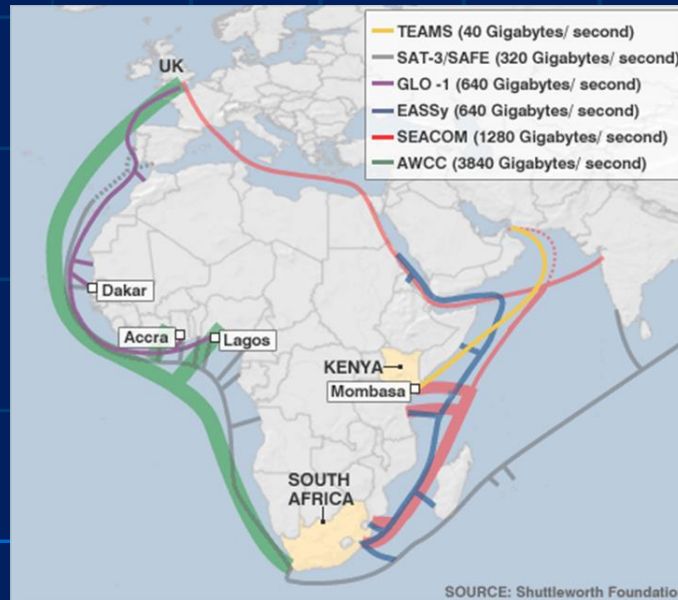 TEAMS (40 Gigabytes/ second)
SAT-3/SAFE (320 Gigabytes/ second)
GLO -1 (640 Gigabytes/ second)
EASSy (640 Gigabytes/ second)
SEACOM (1280 Gigabytes/ second)
AWCC (3840 Gigabytes/ second)
UK
Dakar
Accra
Lagos
KENYA
Mombasa
SOUTH
AFRICA
SOURCE: Shuttleworth Foundatio